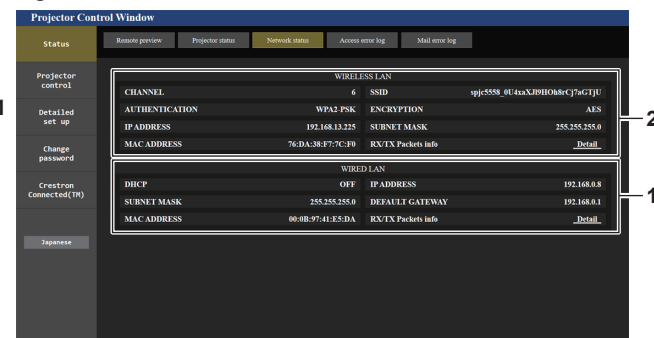 Projector Control Window
Status
Remote preview
Projector status
Network status
Access error log
Mail error log
Projector
control
Detailed
set up
Change
password
Crestron
Connected(TM)
Japanese
WIRELESS LAN
CHANNEL 6 SSID spjc5558_0U4xaXJI9HOh8rCj7aGTjU
AUTHENTICATION WPA2-PSK ENCRYPTION AES
IP ADDRESS 192.168.13.225 SUBNET MASK 255.255.255.0
MAC ADDRESS 76:DA:38:F7:7C:F0 RX/TX Packets info Detail
2
WIRED LAN
DHCP OFF IP ADDRESS 192.168.0.8
SUBNET MASK 255.255.255.0 DEFAULT GATEWAY 192.168.0.1
MAC ADDRESS 00:0B:97:41:E5:DA RX/TX Packets info Detail
1